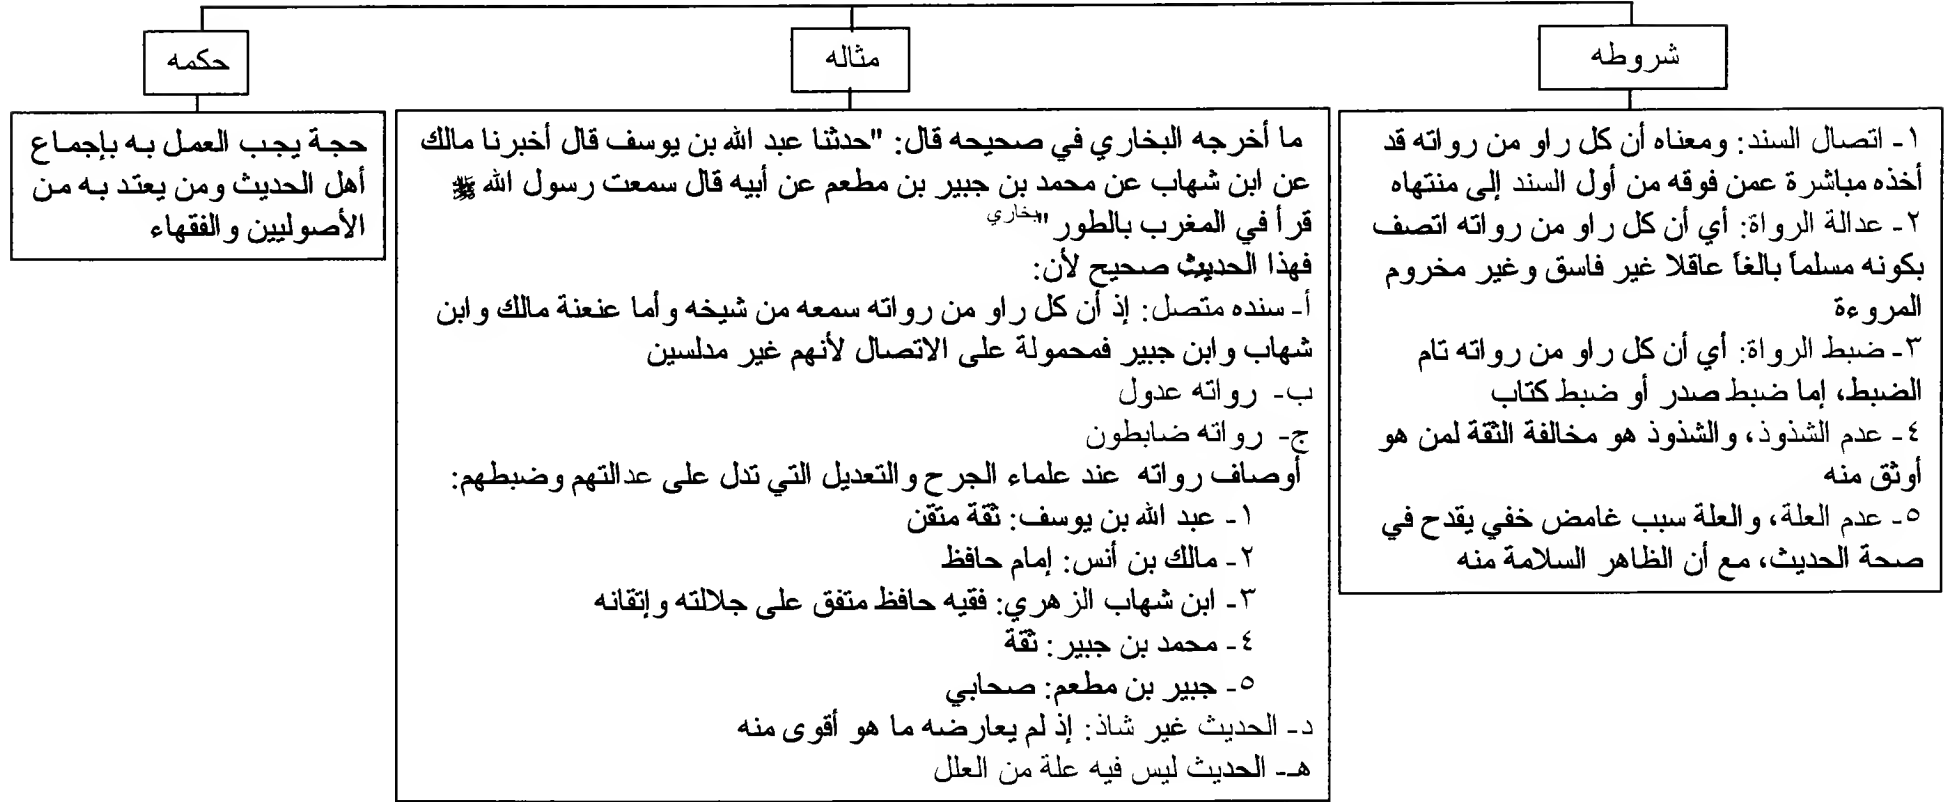 شروطه
١- اتصال السند: ومعناه أن كل راو من رواته قد
أخذه مباشرة عمن فوقه من أول السند إلى منتهاه
٢- عدالة الرواة: أي أن كل راو من رواته اتصف
بكونه مسلماً بالغاً عاقلا غير فاسق وغير مخروم
المروءة
٣- ضبط الرواة: أي أن كل راو من رواته تام
الضبط، إما ضبط صدر أو ضبط كتاب
٤- عدم الشذوذ، والشذوذ هو مخالفة الثقة لمن هو
أوثق منه
٥- عدم العلة، والعلة سبب غامض خفي يقدح في
صحة الحديث، مع أن الظاهر السلامة منه
مثاله
ما أخرجه البخاري في صحيحه قال: "حدثنا عبد الله بن يوسف قال أخبرنا مالك
عن ابن شهاب عن محمد بن جبير بن مطعم عن أبيه قال سمعت رسول الله ﷺ
قرأ في المغرب بالطور" بخاري
فهذا الحديث صحيح لأن:
أ- سنده متصل: إذ أن كل راو من رواته سمعه من شيخه وأما عنعنة مالك وابن
شهاب وابن جبير فمحمولة على الاتصال لأنهم غير مدلسين
ب- رواته عدول
ج- رواته ضابطون
أوصاف رواته عند علماء الجرح والتعديل التي تدل على عدالتهم وضبطهم:
١- عبد الله بن يوسف: ثقة متقن
٢- مالك بن أنس: إمام حافظ
٣- ابن شهاب الزهري: فقيه حافظ متفق على جلالته وإتقانه
٤- محمد بن جبير: ثقة
٥- جبير بن مطعم: صحابي
د- الحديث غير شاذ: إذ لم يعارضه ما هو أقوى منه
هـ- الحديث ليس فيه علة من العلل
حكمه
حجة يجب العمل به بإجماع
أهل الحديث ومن يعتد به من
الأصوليين والفقهاء